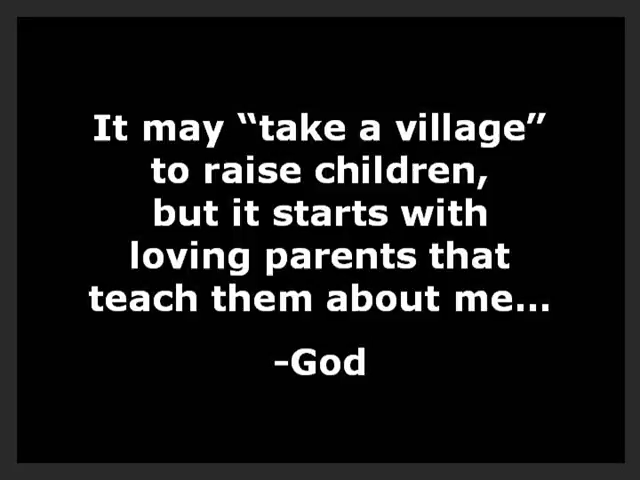 It may “take a village”
to raise children,
but it starts with
loving parents that
teach them about me...
-God